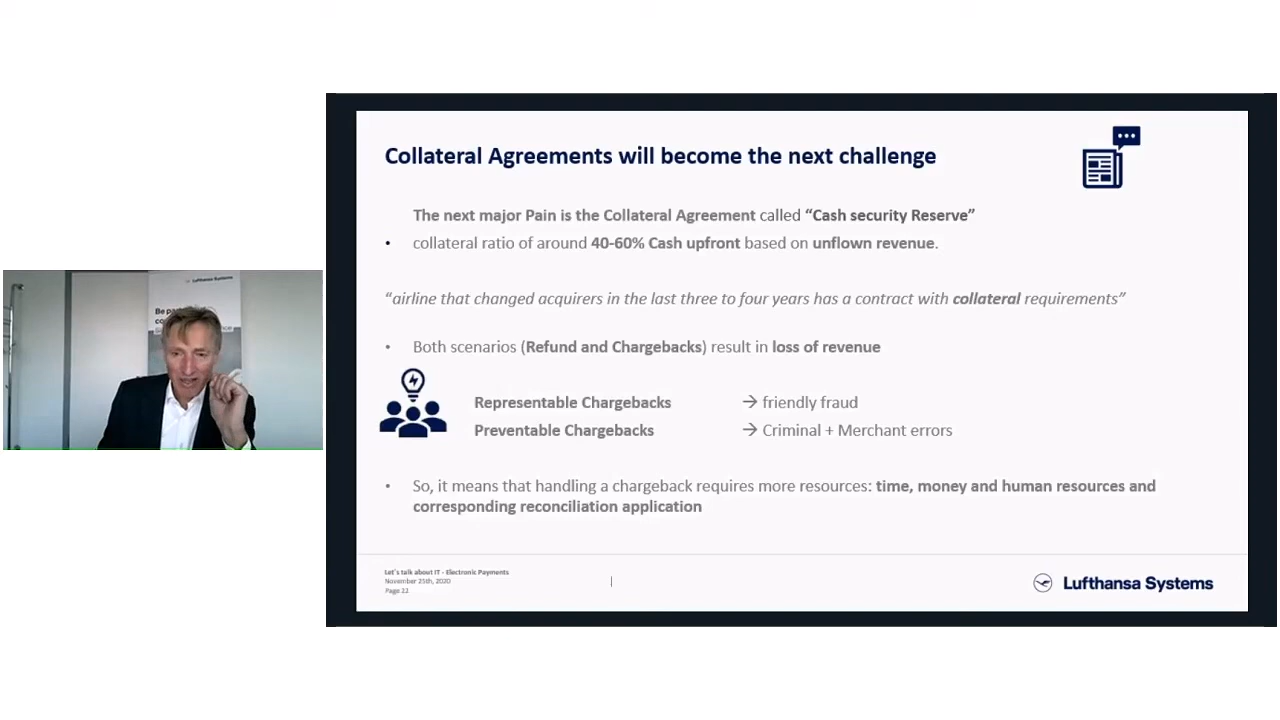 Collateral Agreements will become the next challenge
The next major Pain is the Collateral Agreement called “Cash security Reserve”
• collateral ratio of around 40-60% Cash upfront based on unflown revenue.
“airline that changed acquirers in the last three to four years has a contract with collateral requirements”
• Both scenarios (Refund and Chargebacks) result in loss of revenue
Representable Chargebacks → friendly fraud
Preventable Chargebacks → Criminal + Merchant errors
• So, it means that handling a chargeback requires more resources: time, money and human resources and
corresponding reconciliation application
Let's talk about IT - Electronic Payments
November 25th, 2020
Page 11
|
Lufthansa Systems
Lufthansa Systems